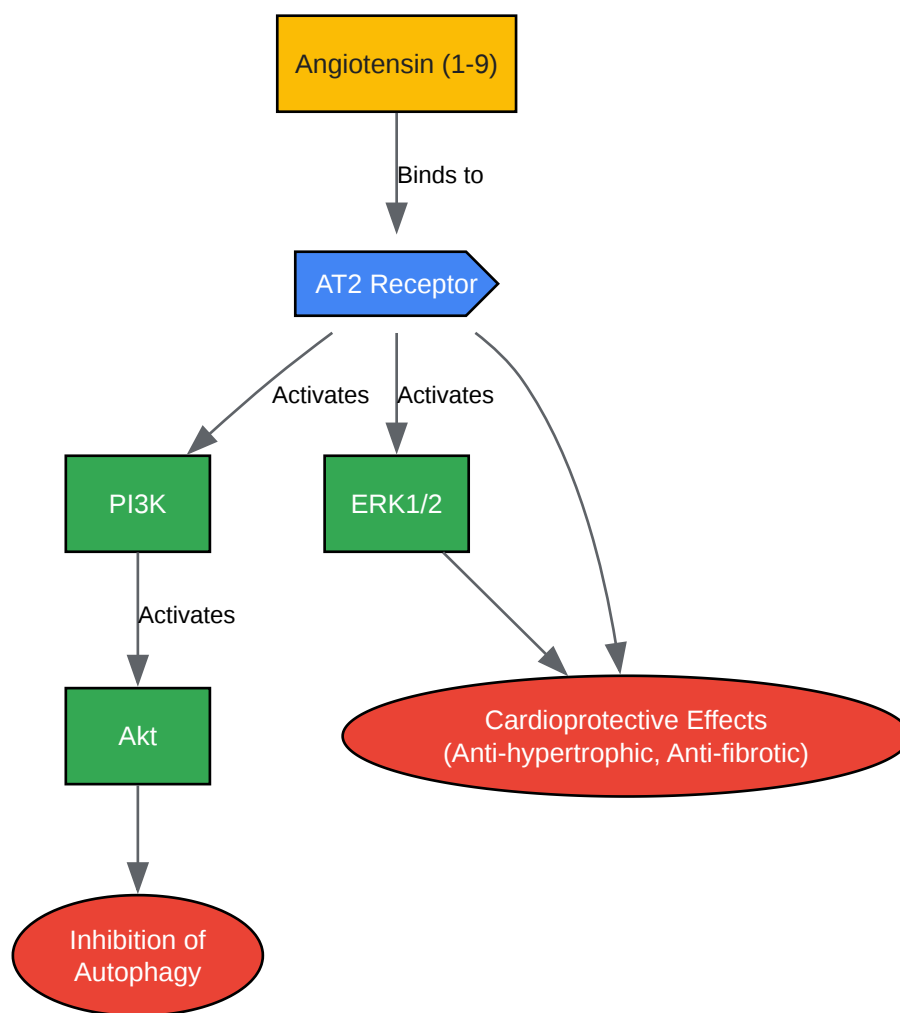 Angiotensin (1-9)
Binds to
AT2 Receptor
Activates
Activates
PI3K
ERK1/2
Activates
Akt
Cardioprotective Effects
(Anti-hypertrophic, Anti-fibrotic)
Inhibition of
Autophagy